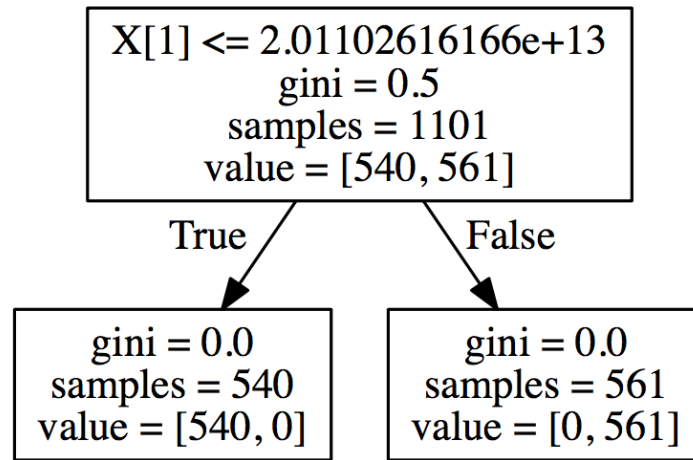 X[1] <= 2.01102616166e+13
gini = 0.5
samples = 1101
value = [540, 561]
True
False
gini = 0.0
samples = 540
value = [540, 0]
gini = 0.0
samples = 561
value = [0, 561]